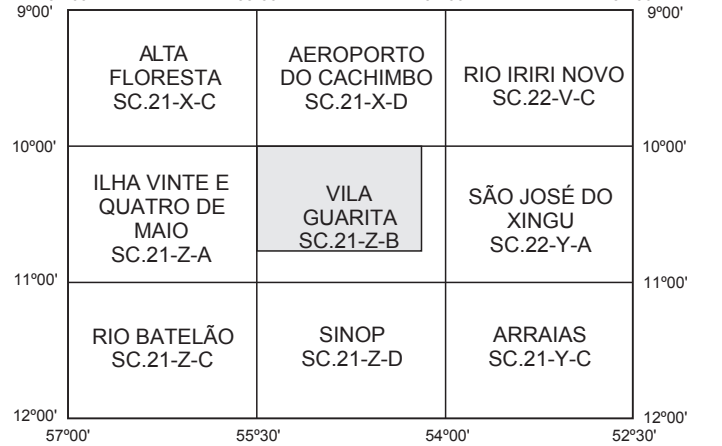 9º00'
9º00'
ALTA
FLORESTA
SC.21-X-C
AEROPORTO
DO CACHIMBO
SC.21-X-D
RIO IRIRI NOVO
SC.22-V-C
10º00'
10º00'
ILHA VINTE E
QUATRO DE
MAIO
SC.21-Z-A
VILA
GUARITA
SC.21-Z-B
SÃO JOSÉ DO
XINGU
SC.22-Y-A
11º00'
11º00'
RIO BATELÃO
SC.21-Z-C
SINOP
SC.21-Z-D
ARRAIAS
SC.21-Y-C
12º00'
12º00'
57º00'
55º30'
54º00'
52º30'